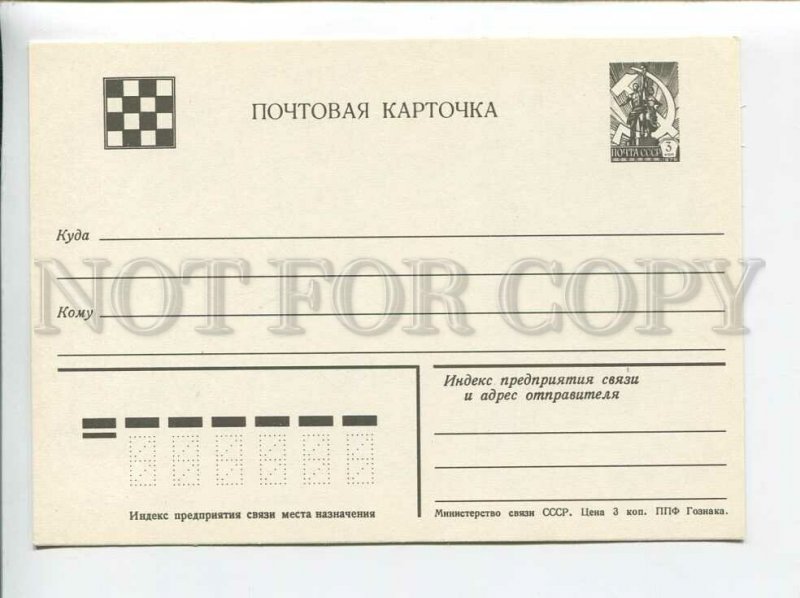 ПОЧТОВАЯ КАРТОЧКА
ПОЧТА СССР
3
Куда
NOT FOR COPY
Кому
Индекс предприятия связи
и адрес отправителя
Индекс предприятия связи места назначения
Министерство связи СССР. Цена 3 коп. ППФ Гознака.